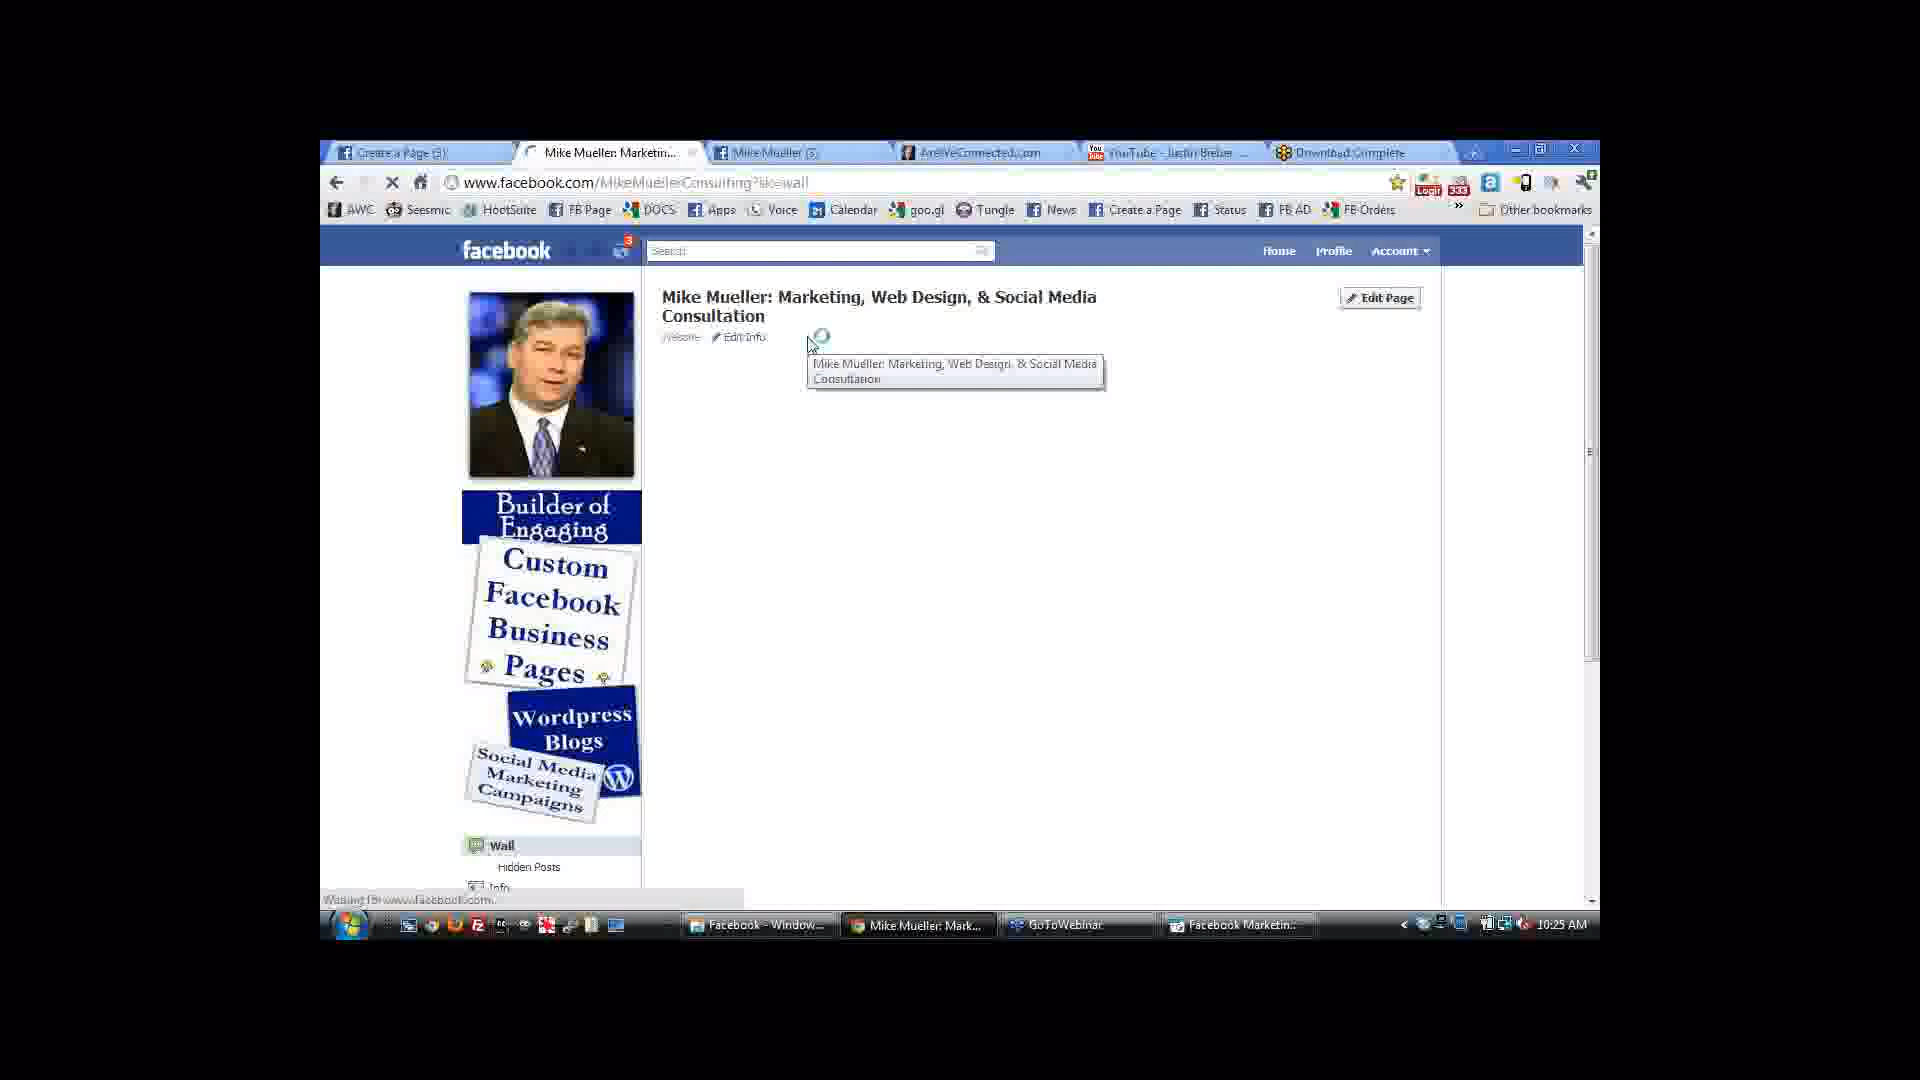 Create a Page (3)
Mike Mueller: Marketin...
Mike Mueller (5)
AreWeConnected.com
YouTube - Justin Bieber ...
Download Complete
www.facebook.com/MikeMuellerConsulting?sk=wall
Login
333
AWC
Seesmic
HootSuite
FB Page
DOCS
Apps
Voice
31
Calendar
goo.gl
Tungle
News
Create a Page
Status
FB AD
FB Orders
»
Other bookmarks
facebook
3
Search
Home
Profile
Account
Mike Mueller: Marketing, Web Design, & Social Media
Consultation
Edit Page
Website
Edit Info
Mike Mueller: Marketing, Web Design, & Social Media
Consultation
Builder of
Engaging
Custom
Facebook
Business
Pages
Wordpress
Blogs
Social Media
Marketing
Campaigns
Wall
Hidden Posts
Info
Waiting for www.facebook.com...
Facebook - Window...
Mike Mueller: Mark...
GoToWebinar
Facebook Marketin...
10:25 AM